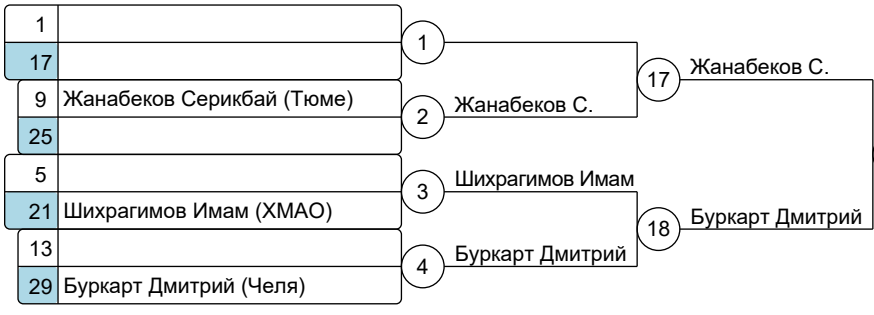 1
17
1
9 Жанабеков Серикбай (Тюме)
25
2
Жанабеков С.
17
Жанабеков С.
5
21 Шихрагимов Имам (ХМАО)
3
Шихрагимов Имам
13
29 Буркарт Дмитрий (Челя)
4
Буркарт Дмитрий
18
Буркарт Дмитрий